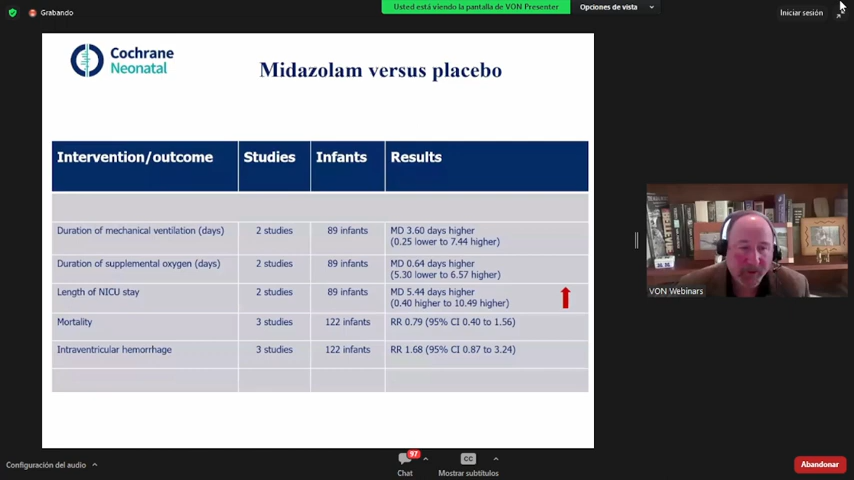 Grabando
Usted está viendo la pantalla de VON Presenter
Opciones de vista
Iniciar sesión
Cochrane
Neonatal
Midazolam versus placebo
Intervention/outcome Studies Infants Results
Duration of mechanical ventilation (days) 2 studies 89 infants MD 3.60 days higher
(0.25 lower to 7.44 higher)
Duration of supplemental oxygen (days) 2 studies 89 infants MD 0.64 days higher
(5.30 lower to 6.57 higher)
Length of NICU stay 2 studies 89 infants MD 5.44 days higher
(0.40 higher to 10.49 higher)
Mortality 3 studies 122 infants RR 0.79 (95% CI 0.40 to 1.56)
Intraventricular hemorrhage 3 studies 122 infants RR 1.68 (95% CI 0.87 to 3.24)
VON Webinars
Configuración del audio
97
Chat
CC
Mostrar subtítulos
Abandonar